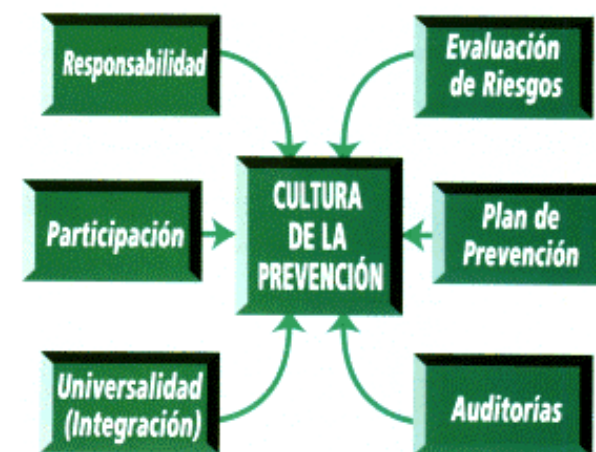 Responsabilidad
Evaluación
de Riesgos
Participación
CULTURA
DE LA
PREVENCIÓN
Plan de
Prevención
Universalidad
(Integración)
Auditorías